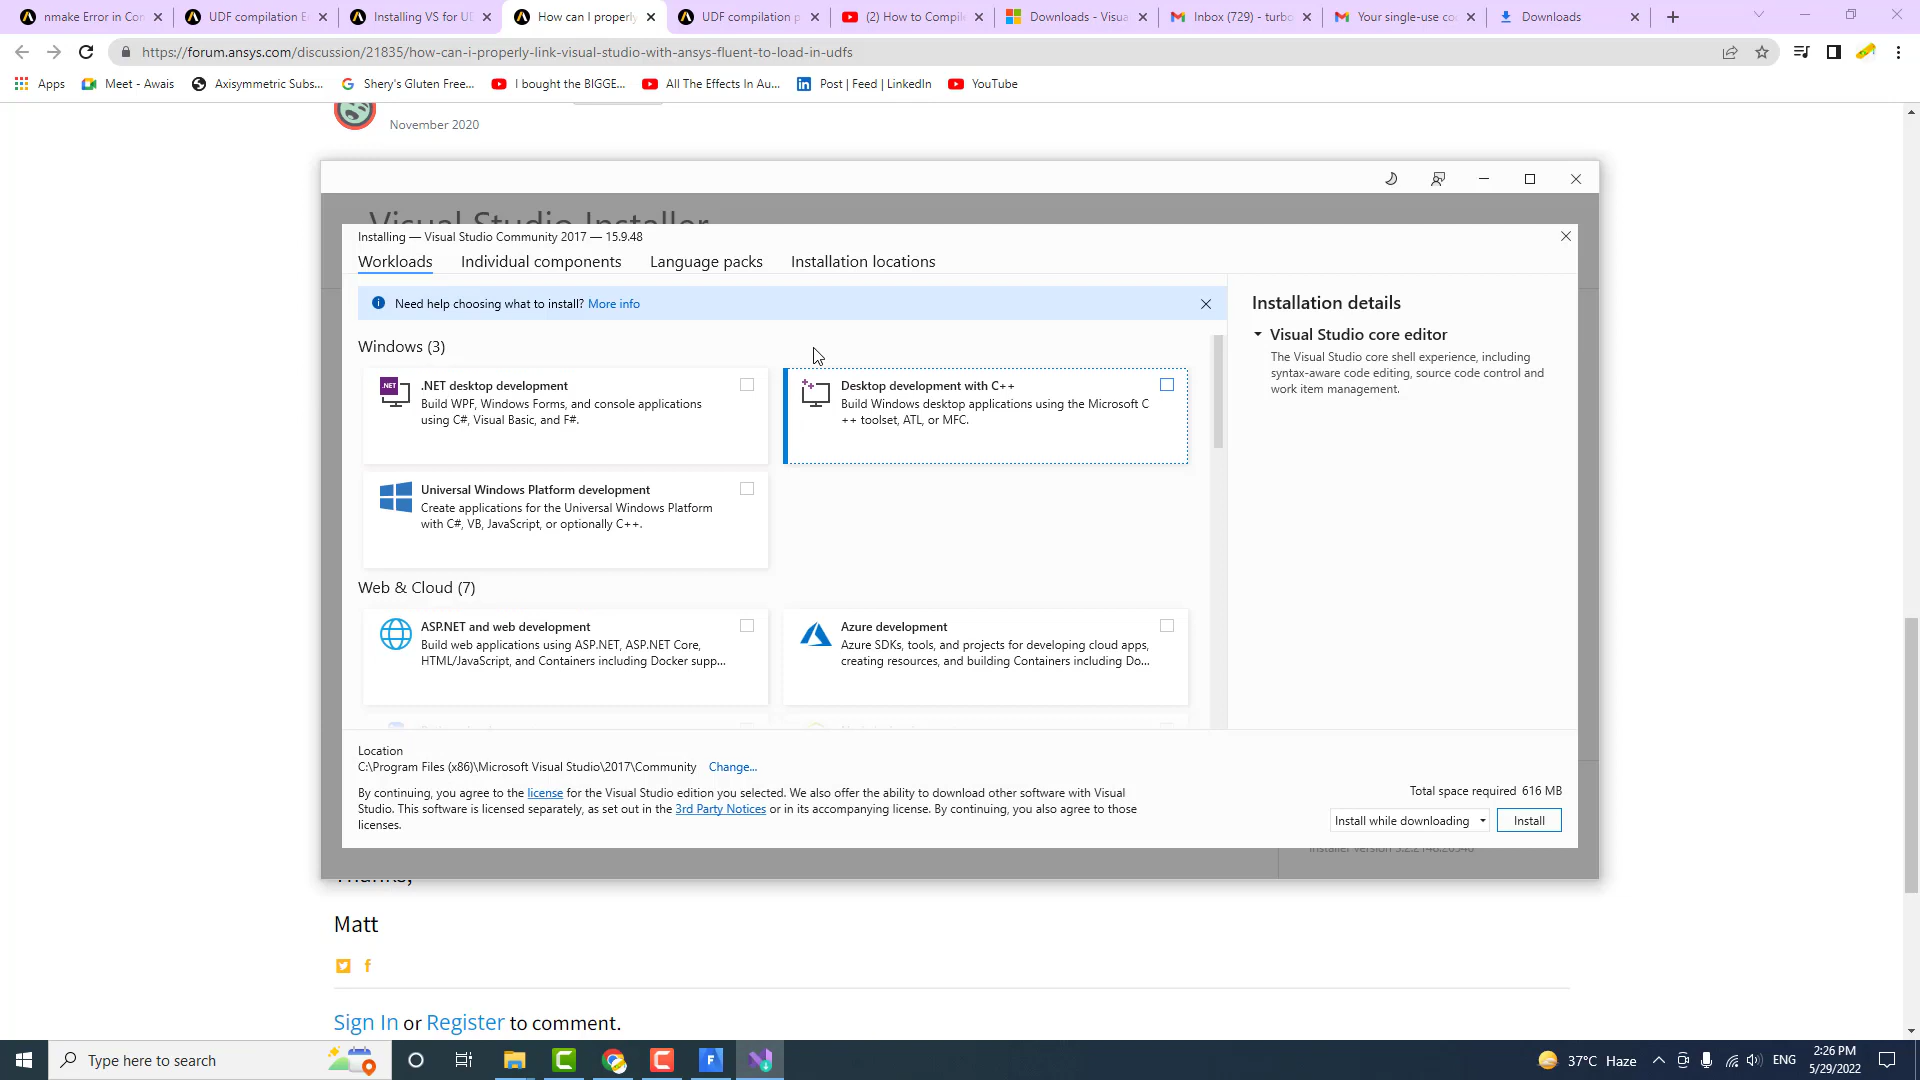 nmake Error in Con
UDF compilation E
Installing VS for UD
How can I properly
UDF compilation p
(2) How to Compile
Downloads - Visua
Inbox (729) - turbo
Your single-use co
Downloads
https://forum.ansys.com/discussion/21835/how-can-i-properly-link-visual-studio-with-ansys-fluent-to-load-in-udfs
Apps
Meet - Awais
Axisymmetric Subs...
Shery's Gluten Free...
I bought the BIGGE...
All The Effects In Au...
Post | Feed | LinkedIn
YouTube
November 2020
Visual Studio Installer
Installing — Visual Studio Community 2017 — 15.9.48
Workloads
Individual components
Language packs
Installation locations
Need help choosing what to install? More info
Windows (3)
.NET desktop development
Build WPF, Windows Forms, and console applications
using C#, Visual Basic, and F#.
Desktop development with C++
Build Windows desktop applications using the Microsoft C
++ toolset, ATL, or MFC.
Universal Windows Platform development
Create applications for the Universal Windows Platform
with C#, VB, JavaScript, or optionally C++.
Web & Cloud (7)
ASP.NET and web development
Build web applications using ASP.NET, ASP.NET Core,
HTML/JavaScript, and Containers including Docker supp...
Azure development
Azure SDKs, tools, and projects for developing cloud apps,
creating resources, and building Containers including Do...
Installation details
Visual Studio core editor
The Visual Studio core shell experience, including
syntax-aware code editing, source code control and
work item management.
Location
C:\Program Files (x86)\Microsoft Visual Studio\2017\Community Change...
By continuing, you agree to the license for the Visual Studio edition you selected. We also offer the ability to download other software with Visual
Studio. This software is licensed separately, as set out in the 3rd Party Notices or in its accompanying license. By continuing, you also agree to those
licenses.
Total space required 616 MB
Install while downloading
Install
Thanks,
Matt
Sign In or Register to comment.
Type here to search
37°C Haze
ENG
2:26 PM
5/29/2022